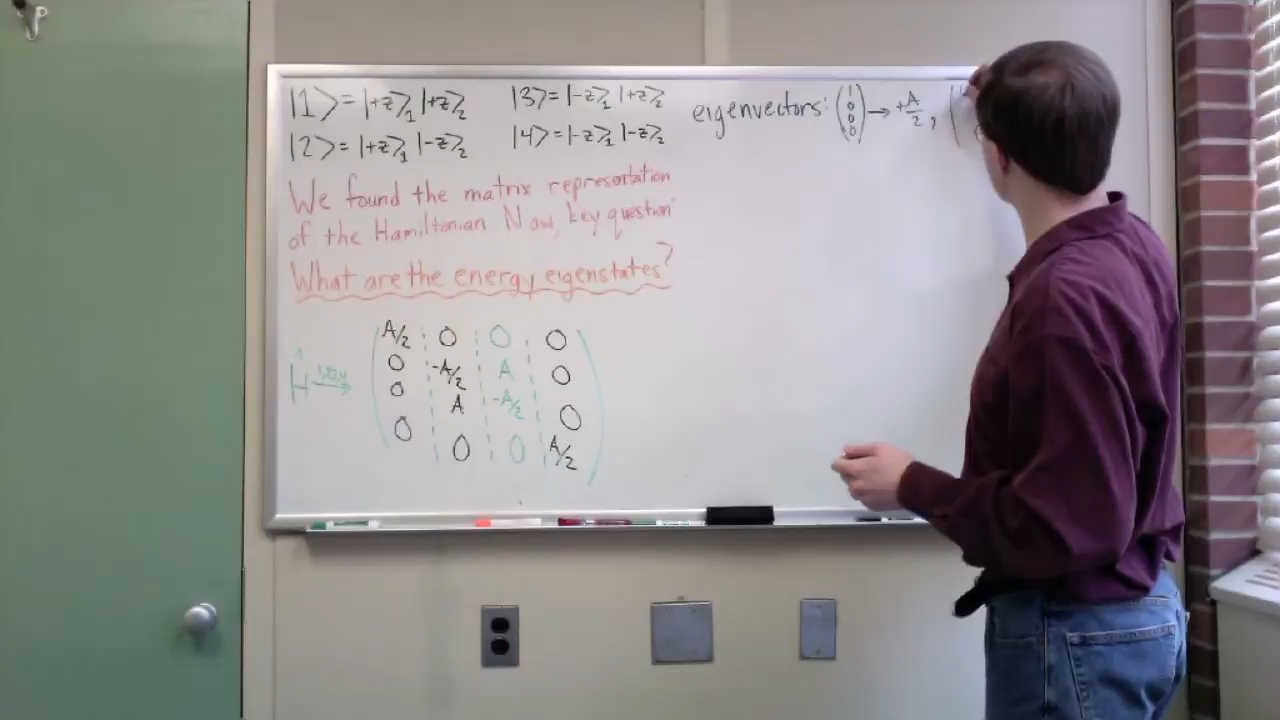 |1> = |+z>₁ |+z>₂
|2> = |+z>₁ |-z>₂
|3> = |-z>₁ |+z>₂
|4> = |-z>₁ |-z>₂
We found the matrix representation
of the Hamiltonian Now, key question:
What are the energy eigenstates?
Ĥ →
A/2 0 0 0
0 -A/2 A 0
0 A -A/2 0
0 0 0 A/2
eigenvectors: (1 0 0 0) → +A/2,